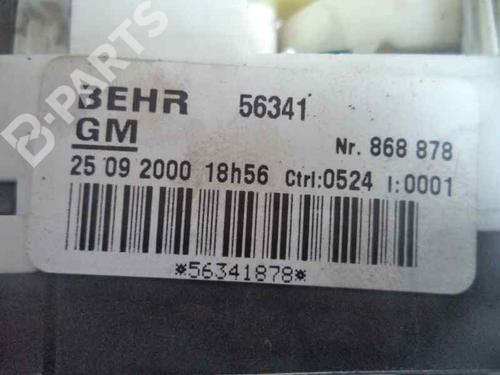 B-PARTS
BEHR 56341
GM
Nr. 868 878
25 09 2000 18h56 Ctrl:0524 I:0001
*56341878*